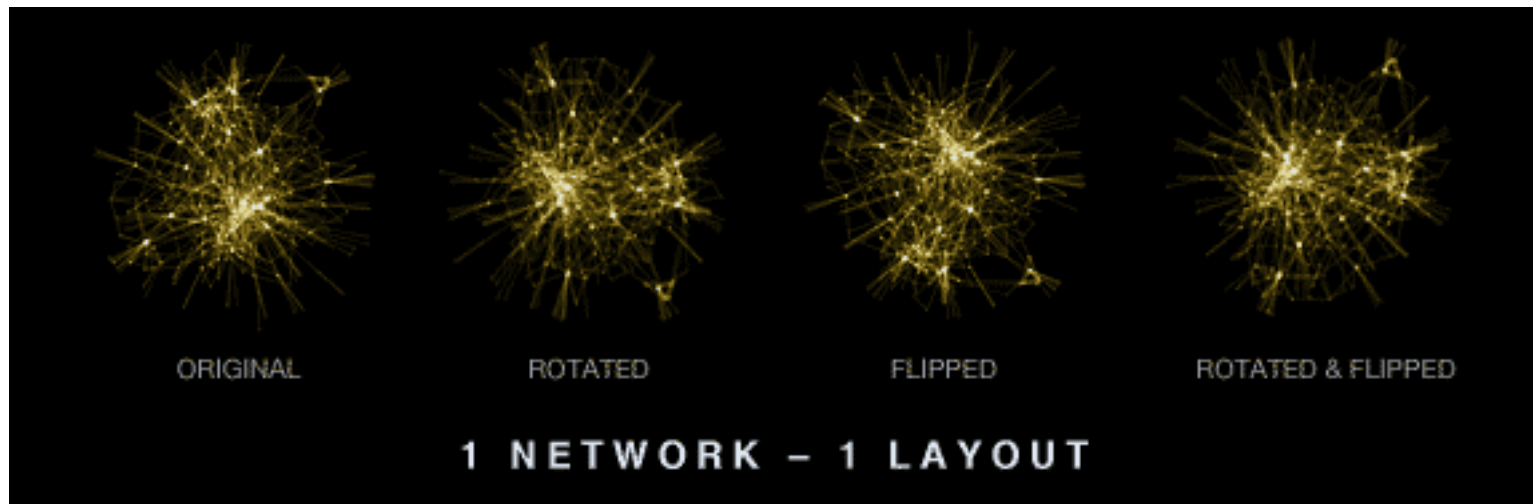 ORIGINAL ROTATED FLIPPED ROTATED & FLIPPED
1 NETWORK – 1 LAYOUT